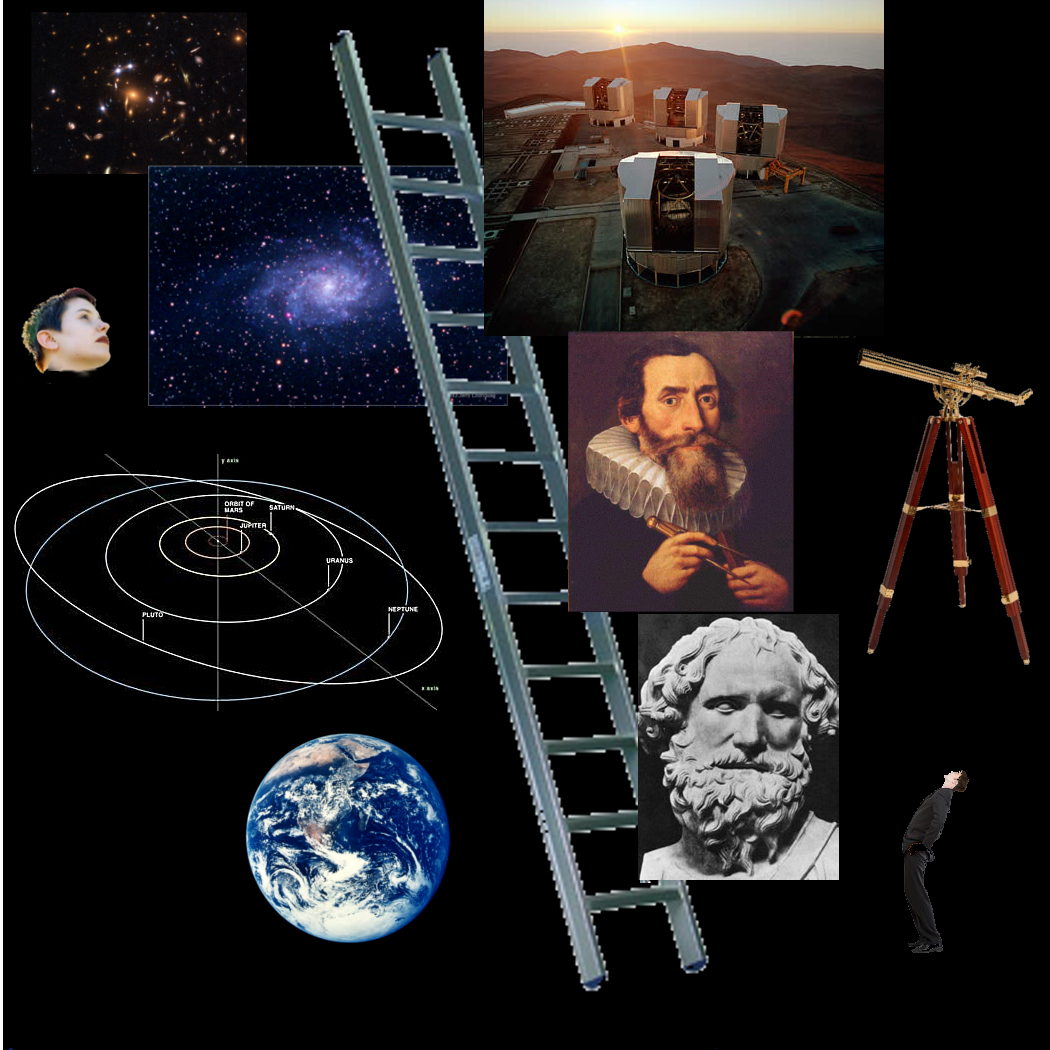 y axis
ORBIT OF
MARS
SATURN
JUPITER
URANUS
NEPTUNE
PLUTO
x axis